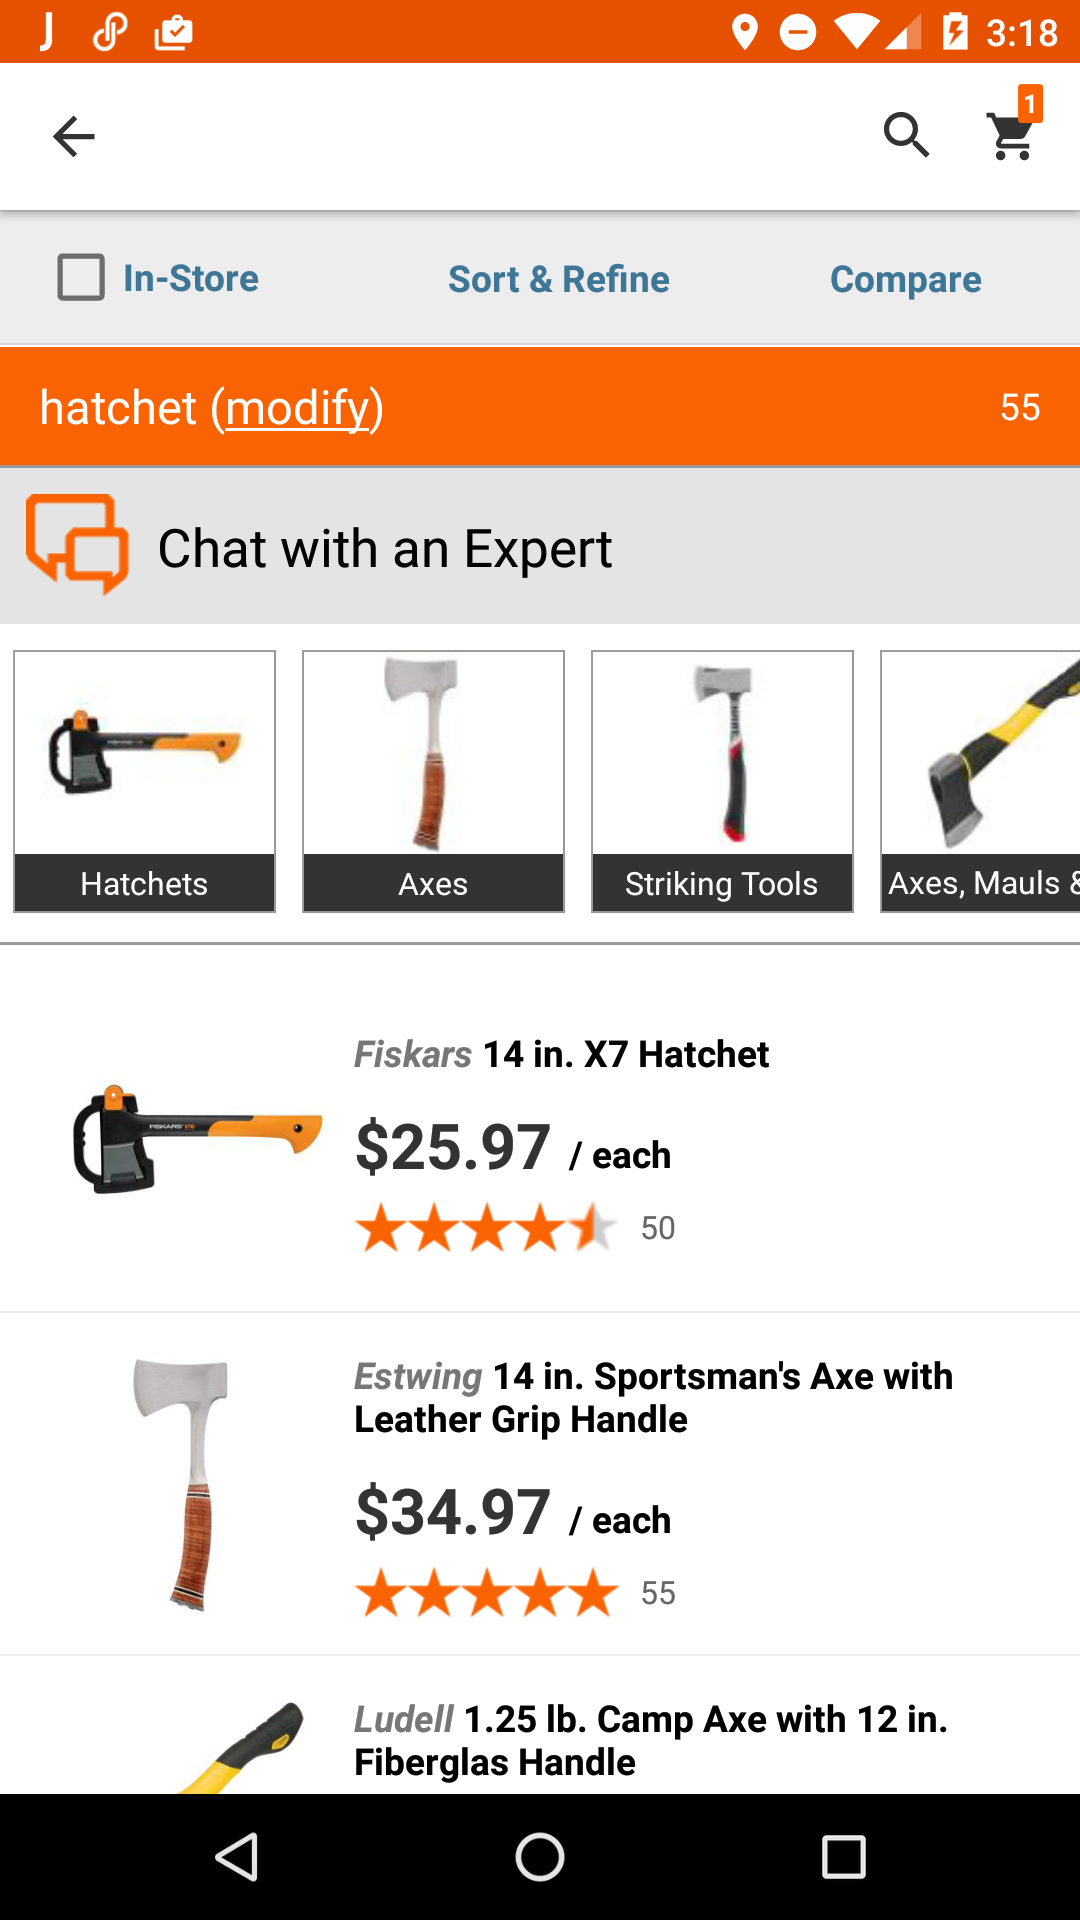 3:18
1
In-Store Sort & Refine Compare
hatchet (modify) 55
Chat with an Expert
Hatchets Axes Striking Tools Axes, Mauls &
Fiskars 14 in. X7 Hatchet
$25.97 / each
FISKARS X7
50
Estwing 14 in. Sportsman's Axe with
Leather Grip Handle
$34.97 / each
55
Ludell 1.25 lb. Camp Axe with 12 in.
Fiberglas Handle